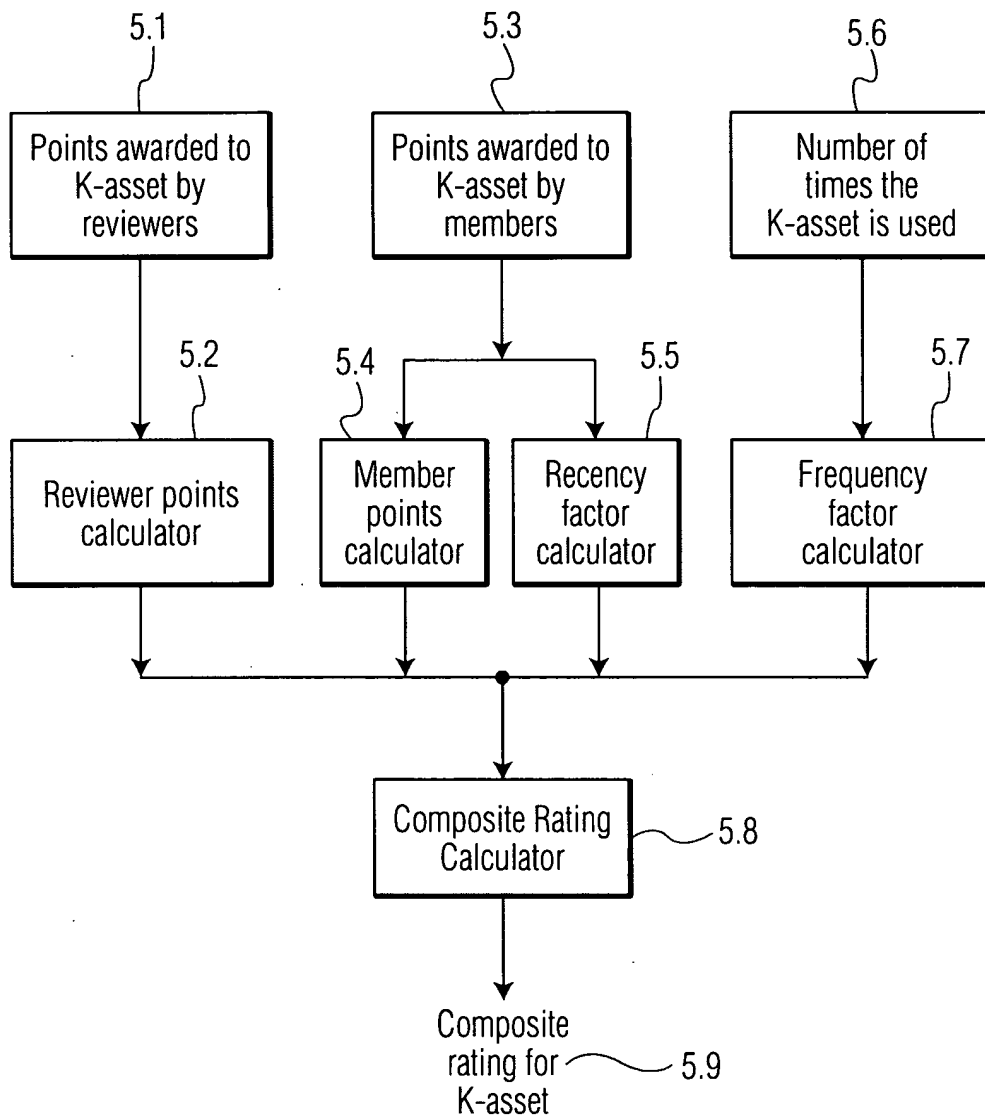 5.1
5.3
5.6
Points awarded to
K-asset by
reviewers
Points awarded to
K-asset by
members
Number of
times the
K-asset is used
5.2
5.4
5.5
5.7
Reviewer points
calculator
Member
points
calculator
Recency
factor
calculator
Frequency
factor
calculator
Composite Rating
Calculator
5.8
Composite
rating for
K-asset
5.9